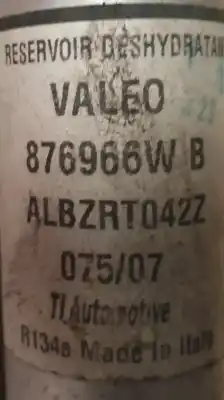 RESERVOIR DESHYDRATAN
VALEO
876966W B
ALBZRT042Z
075/07
TI Automotive
R134a Made In Italy